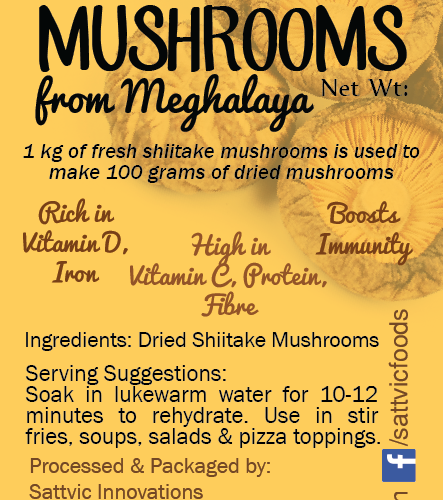 MUSHROOMS
from Meghalaya
Net Wt:
1 kg of fresh shiitake mushrooms is used to
make 100 grams of dried mushrooms
Rich in
Vitamin D,
Iron
High in
Vitamin C, Protein,
Fibre
Boosts
Immunity
Ingredients: Dried Shiitake Mushrooms
Serving Suggestions:
Soak in lukewarm water for 10-12
minutes to rehydrate. Use in stir
fries, soups, salads & pizza toppings.
Processed & Packaged by:
Sattvic Innovations
/sattvicfoods